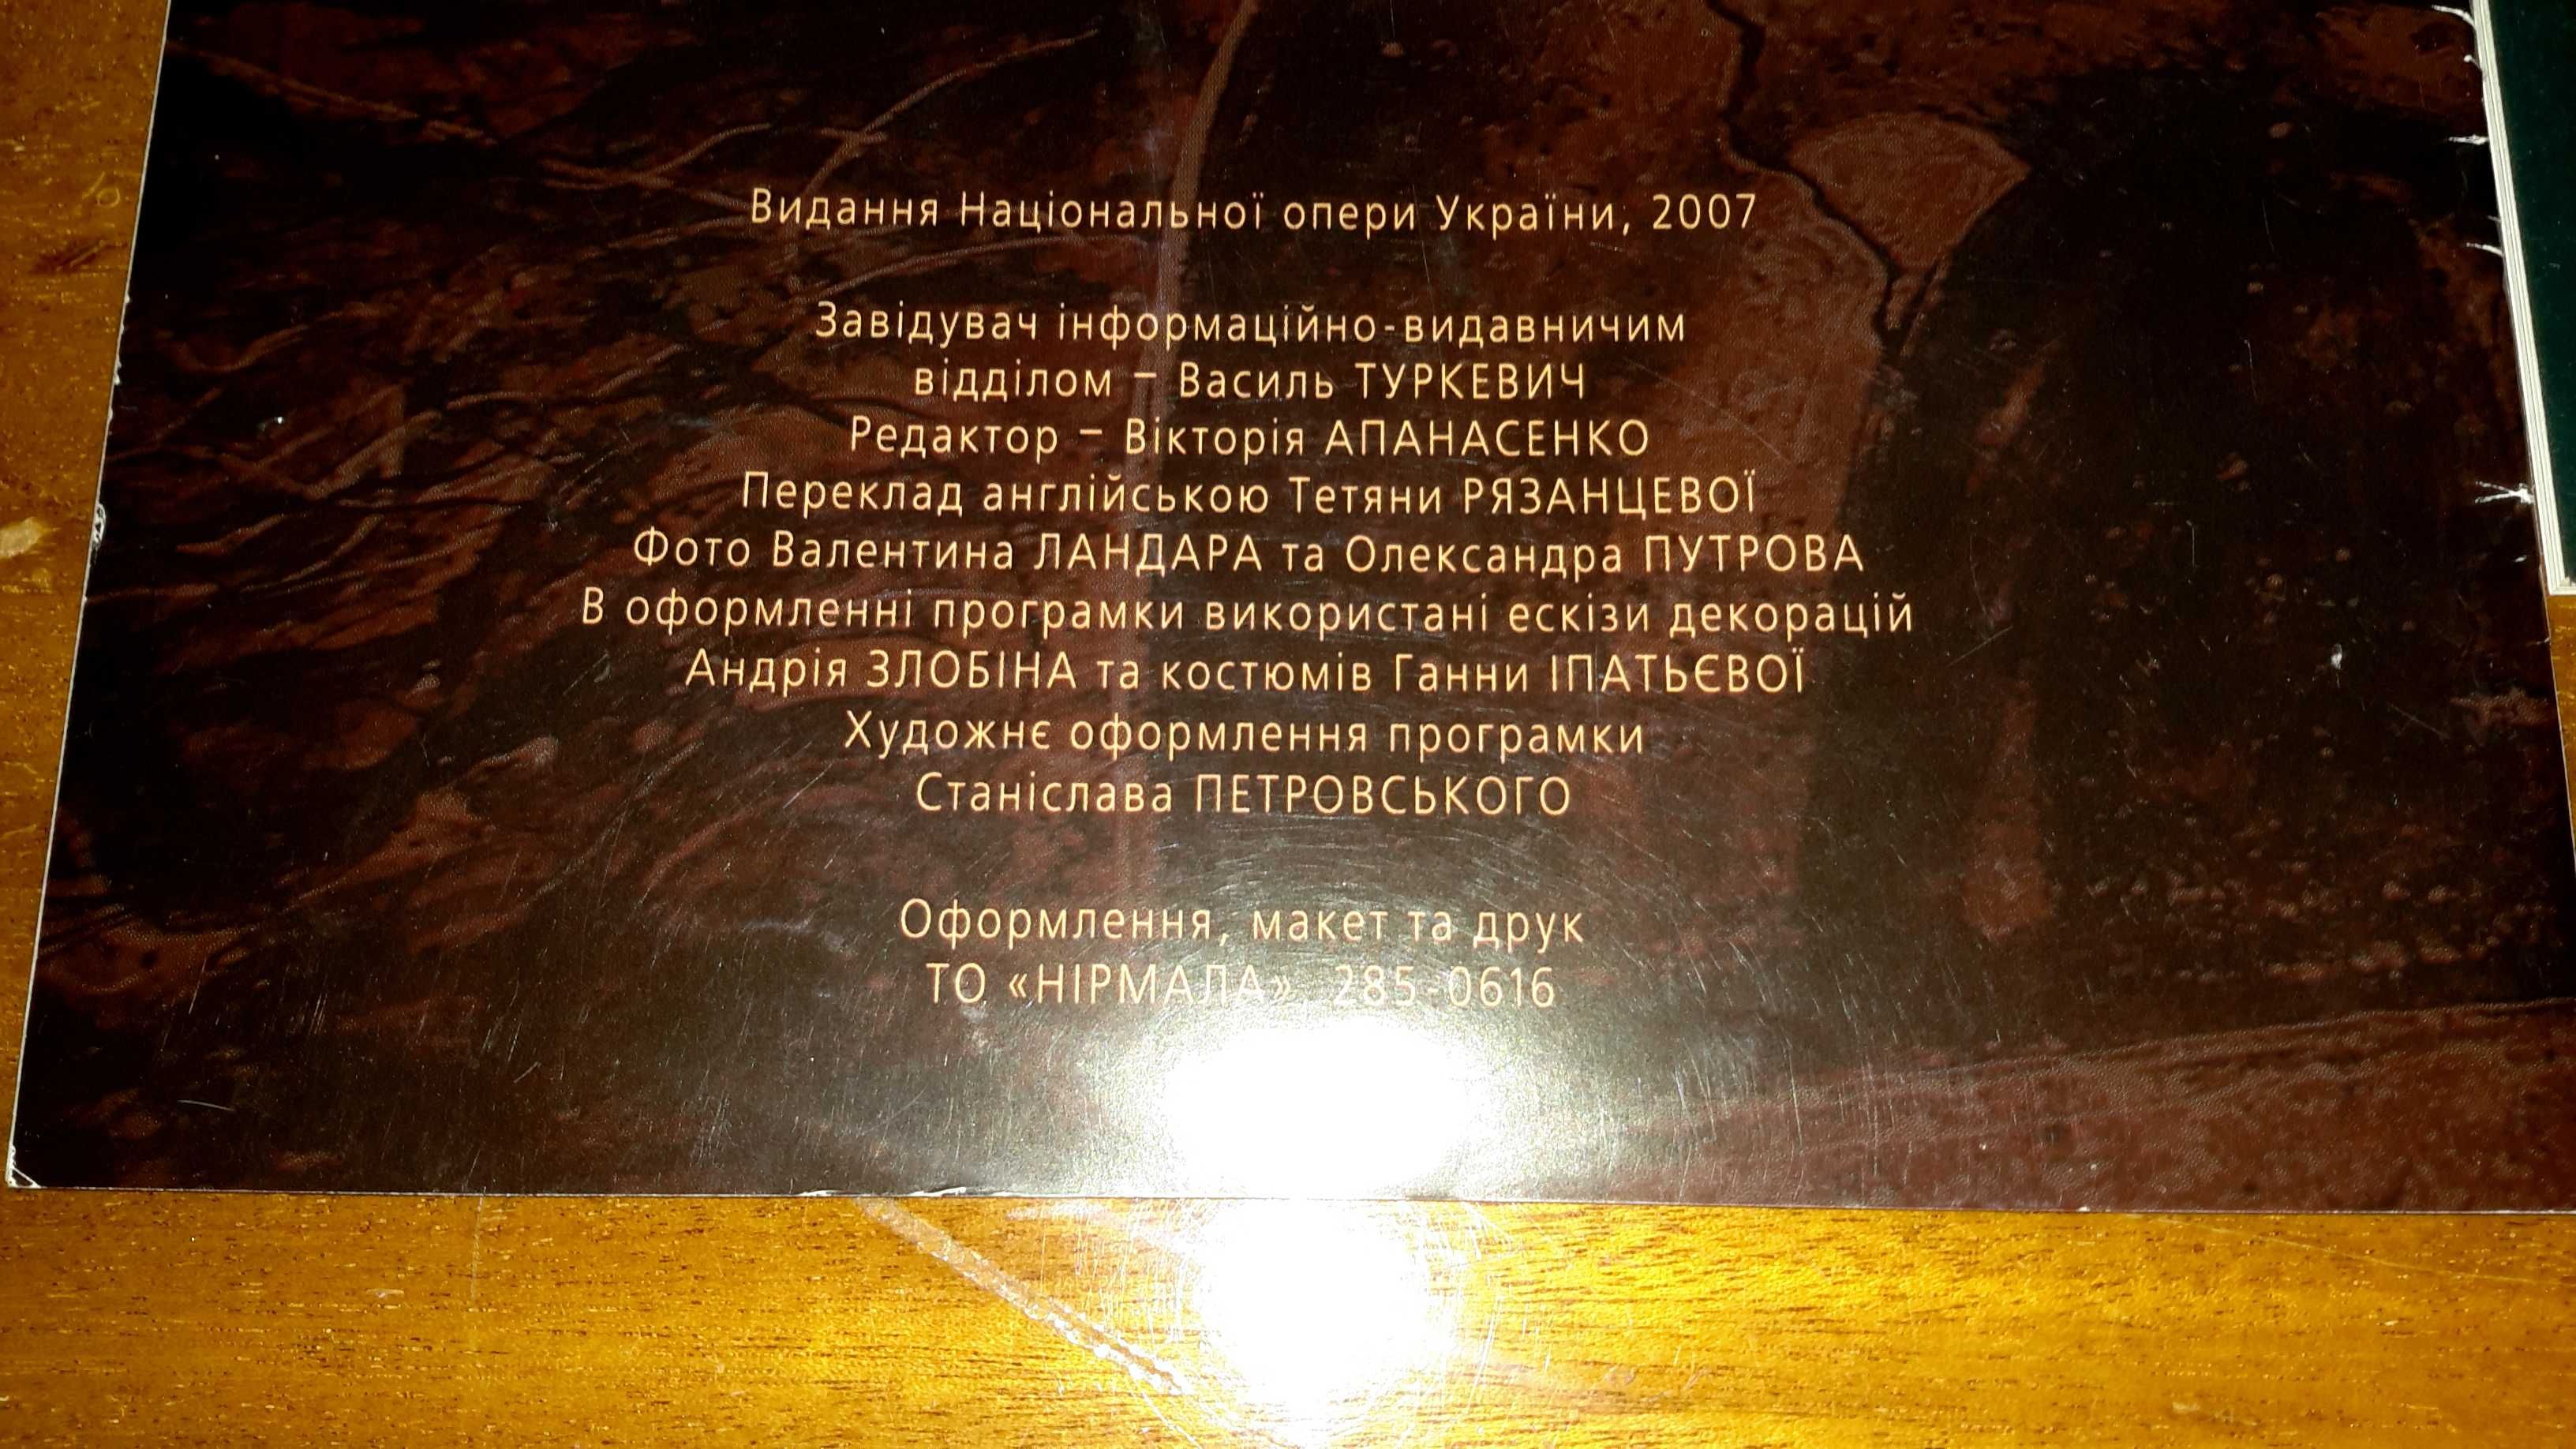 Видання Національної опери України, 2007
Завідувач інформаційно-видавничим
відділом – Василь ТУРКЕВИЧ
Редактор – Вікторія АПАНАСЕНКО
Переклад англійською Тетяни РЯЗАНЦЕВОЇ
Фото Валентина ЛАНДАРА та Олександра ПУТРОВА
В оформленні програмки використані ескізи декорацій
Андрія ЗЛОБІНА та костюмів Ганни ІПАТЬЄВОЇ
Художнє оформлення програмки
Станіслава ПЕТРОВСЬКОГО
Оформлення, макет та друк
ТО «НІРМАЛА», 285-0616